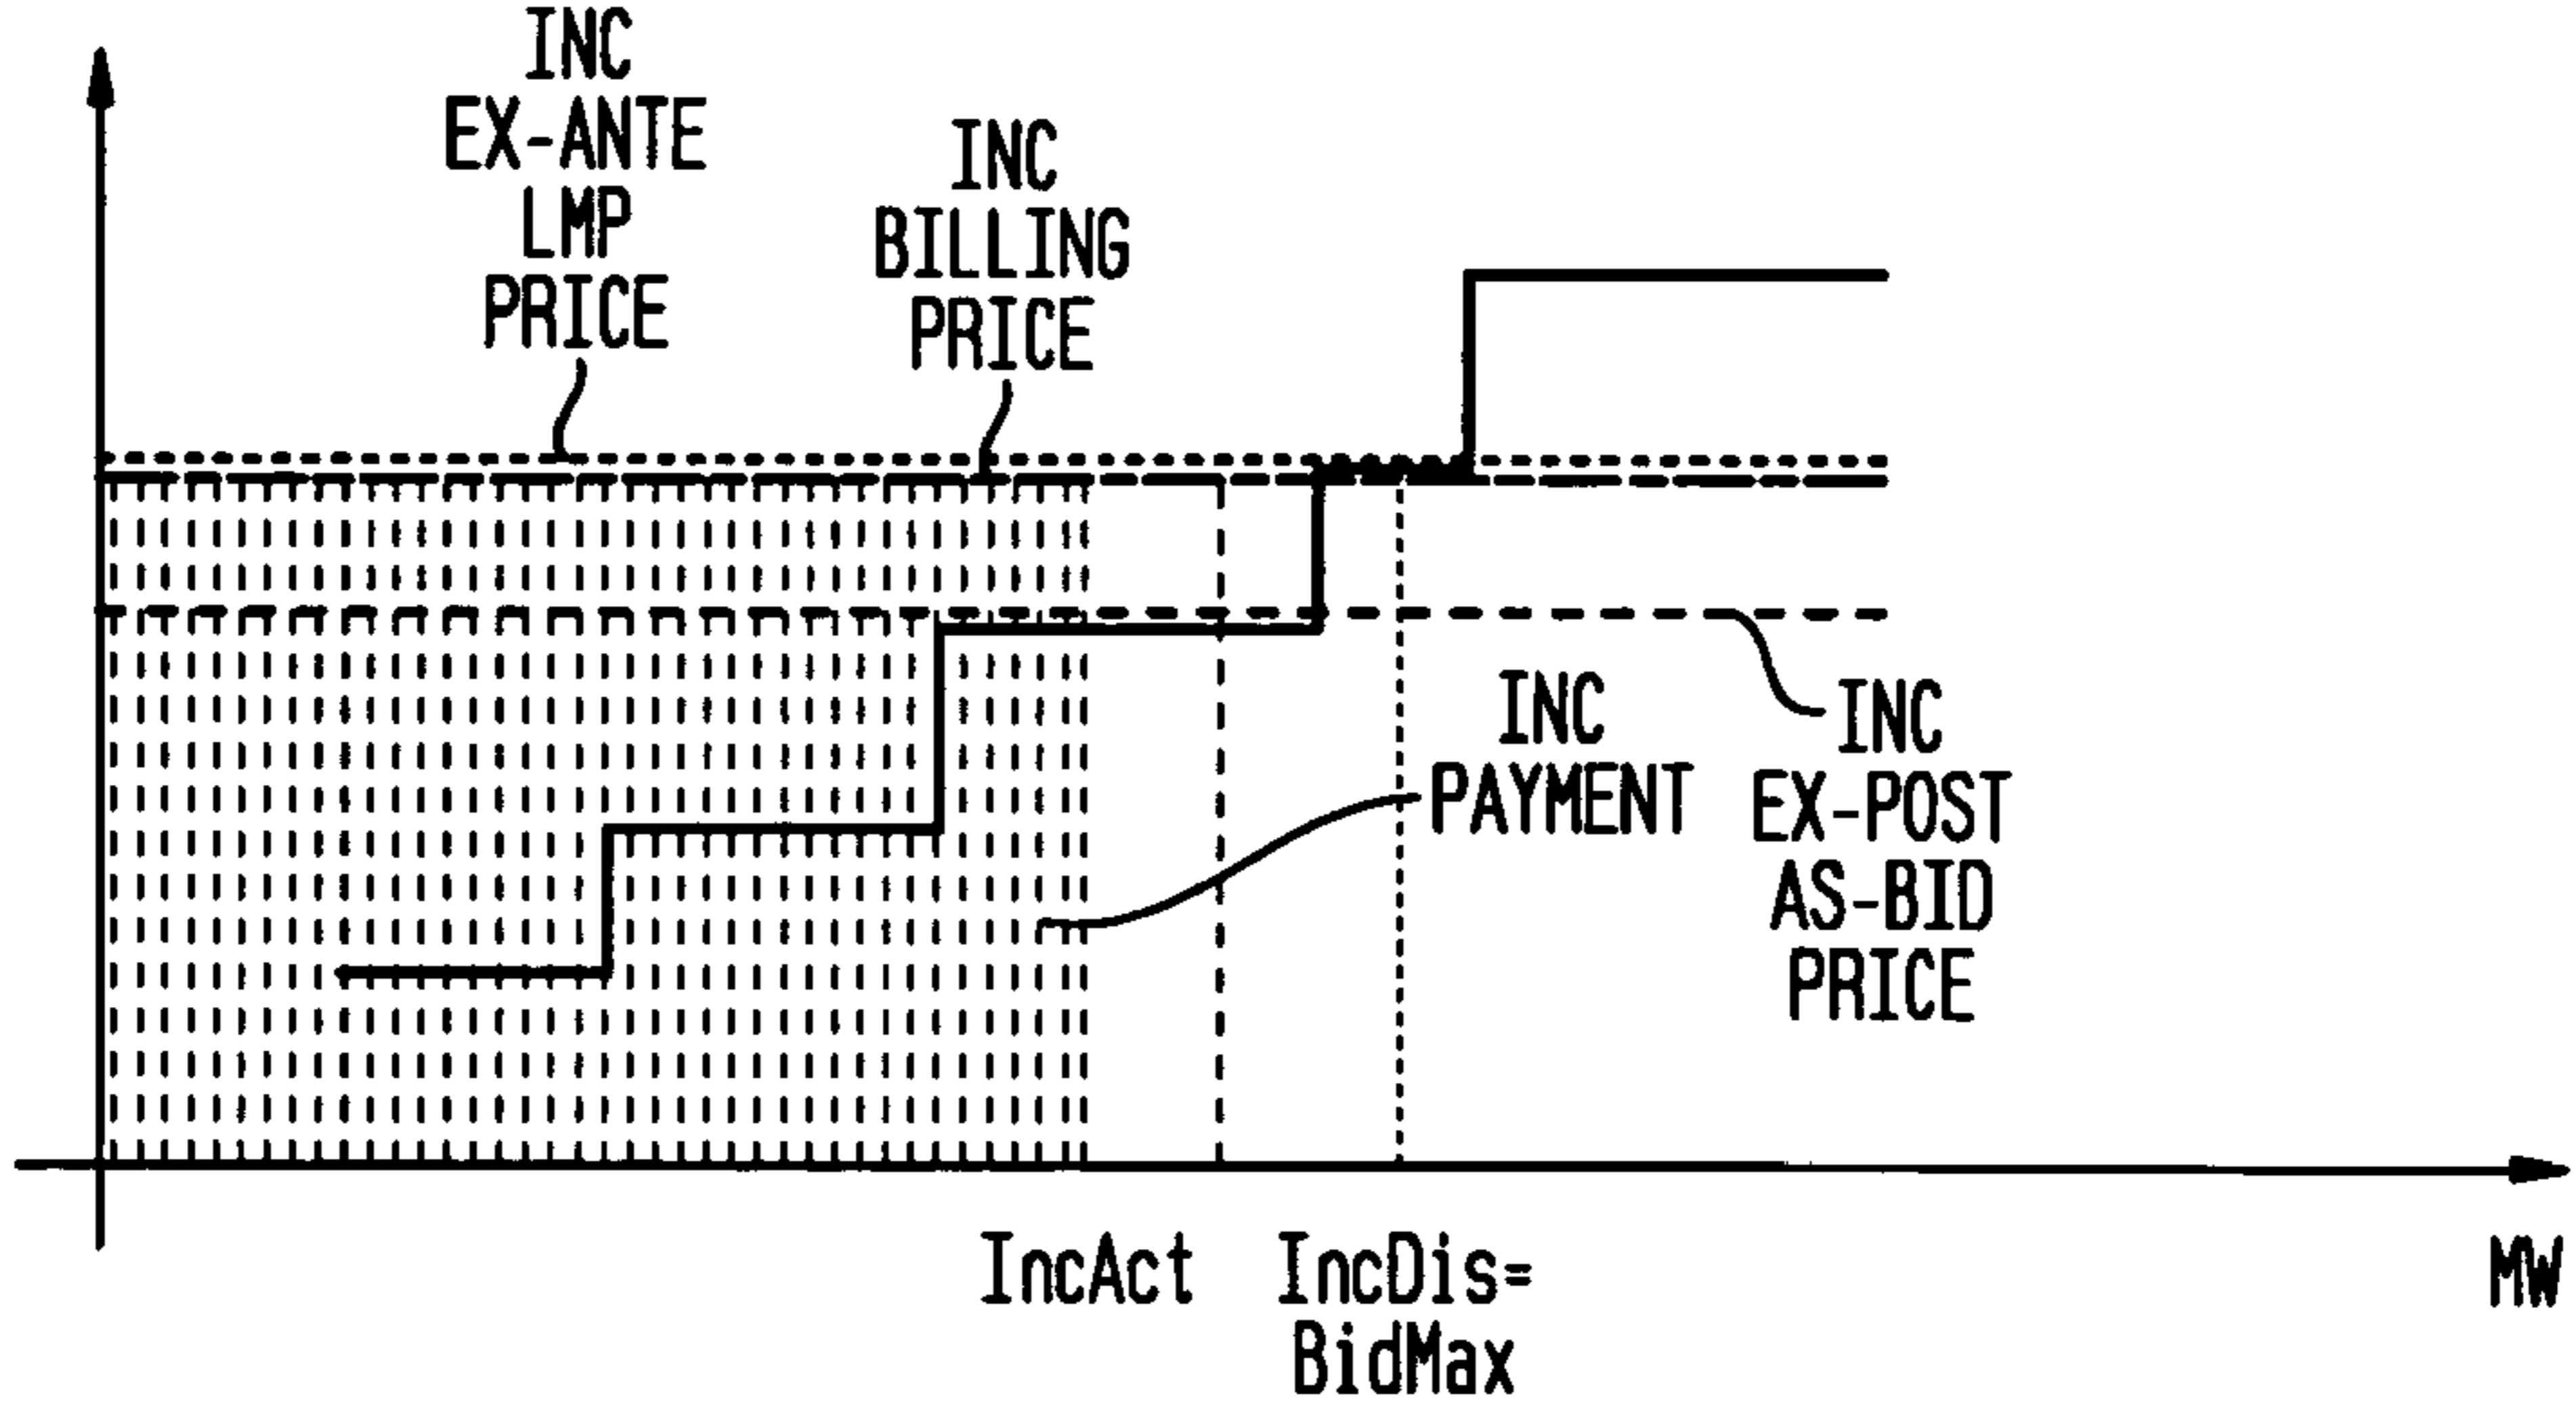 INC
EX-ANTE
LMP
PRICE
INC
BILLING
PRICE
INC
PAYMENT
INC
EX-POST
AS-BID
PRICE
IncAct
IncDis=
BidMax
MW